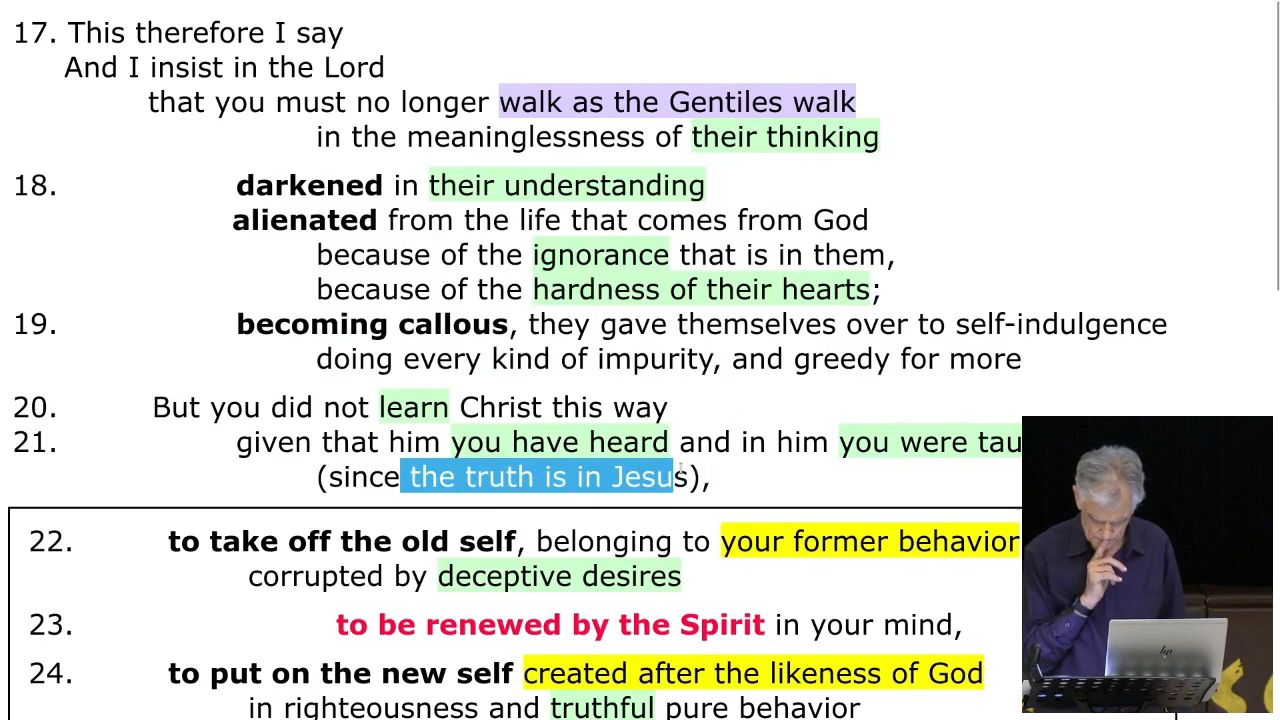 17. This therefore I say
And I insist in the Lord
that you must no longer walk as the Gentiles walk
in the meaninglessness of their thinking
18. darkened in their understanding
alienated from the life that comes from God
because of the ignorance that is in them,
because of the hardness of their hearts;
19. becoming callous, they gave themselves over to self-indulgence
doing every kind of impurity, and greedy for more
20. But you did not learn Christ this way
21. given that him you have heard and in him you were tau
(since the truth is in Jesus),
22. to take off the old self, belonging to your former behavior
corrupted by deceptive desires
23. to be renewed by the Spirit in your mind,
24. to put on the new self created after the likeness of God
in righteousness and truthful pure behavior
hp